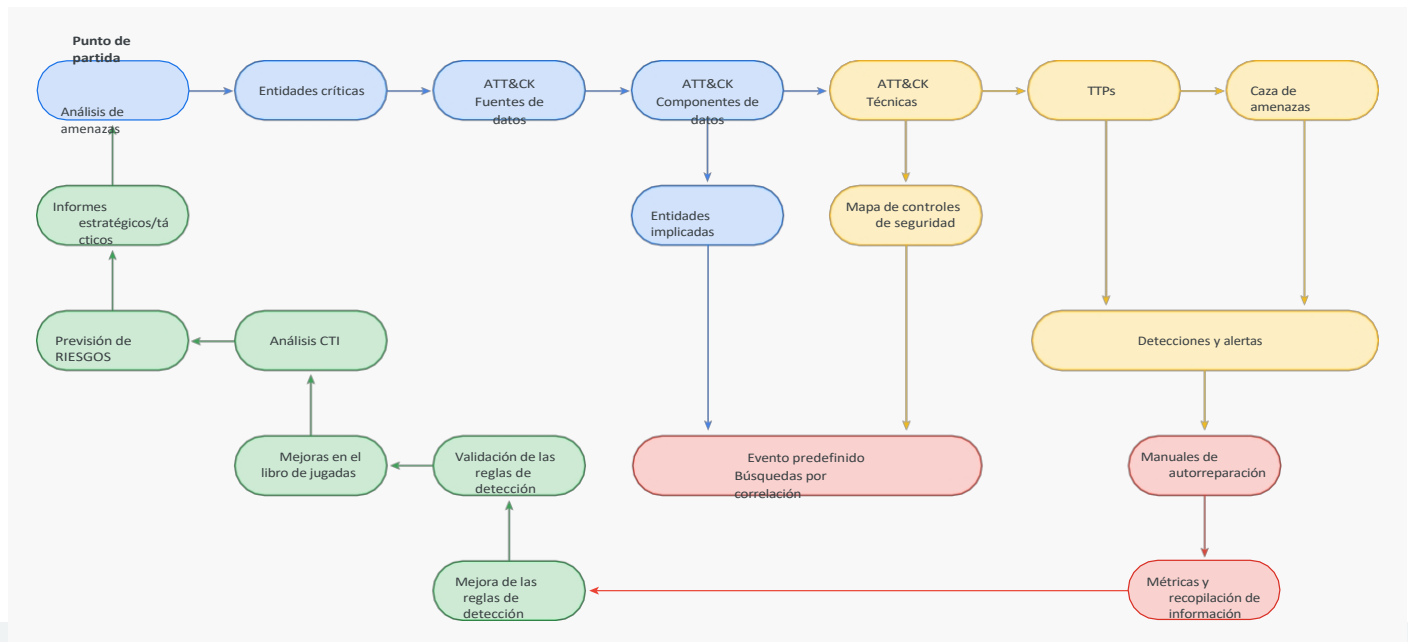 Punto de
partida
Análisis de
amenazas
Entidades críticas
ATT&CK
Fuentes de
datos
ATT&CK
Componentes de
datos
ATT&CK
Técnicas
TTPs
Caza de
amenazas
Informes
estratégicos/tá
cticos
Entidades
implicadas
Mapa de controles
de seguridad
Previsión de
RIESGOS
Análisis CTI
Detecciones y alertas
Mejoras en el
libro de jugadas
Validación de las
reglas de
detección
Evento predefinido
Búsquedas por
correlación
Manuales de
autorreparación
Mejora de las
reglas de
detección
Métricas y
recopilación de
información